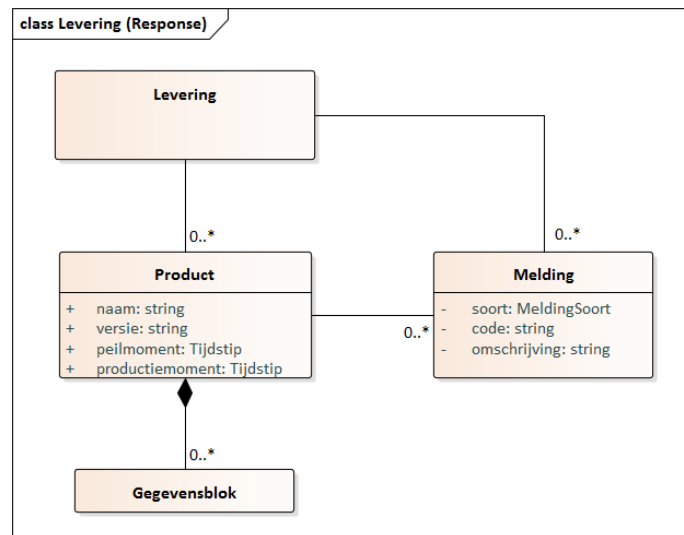 class Levering (Response)
Levering
0..*
0..*
Product
+ naam: string
+ versie: string
+ peilmoment: Tijdstip
+ productiemoment: Tijdstip
Melding
- soort: MeldingSoort
- code: string
- omschrijving: string
0..*
0..*
Gegevensblok